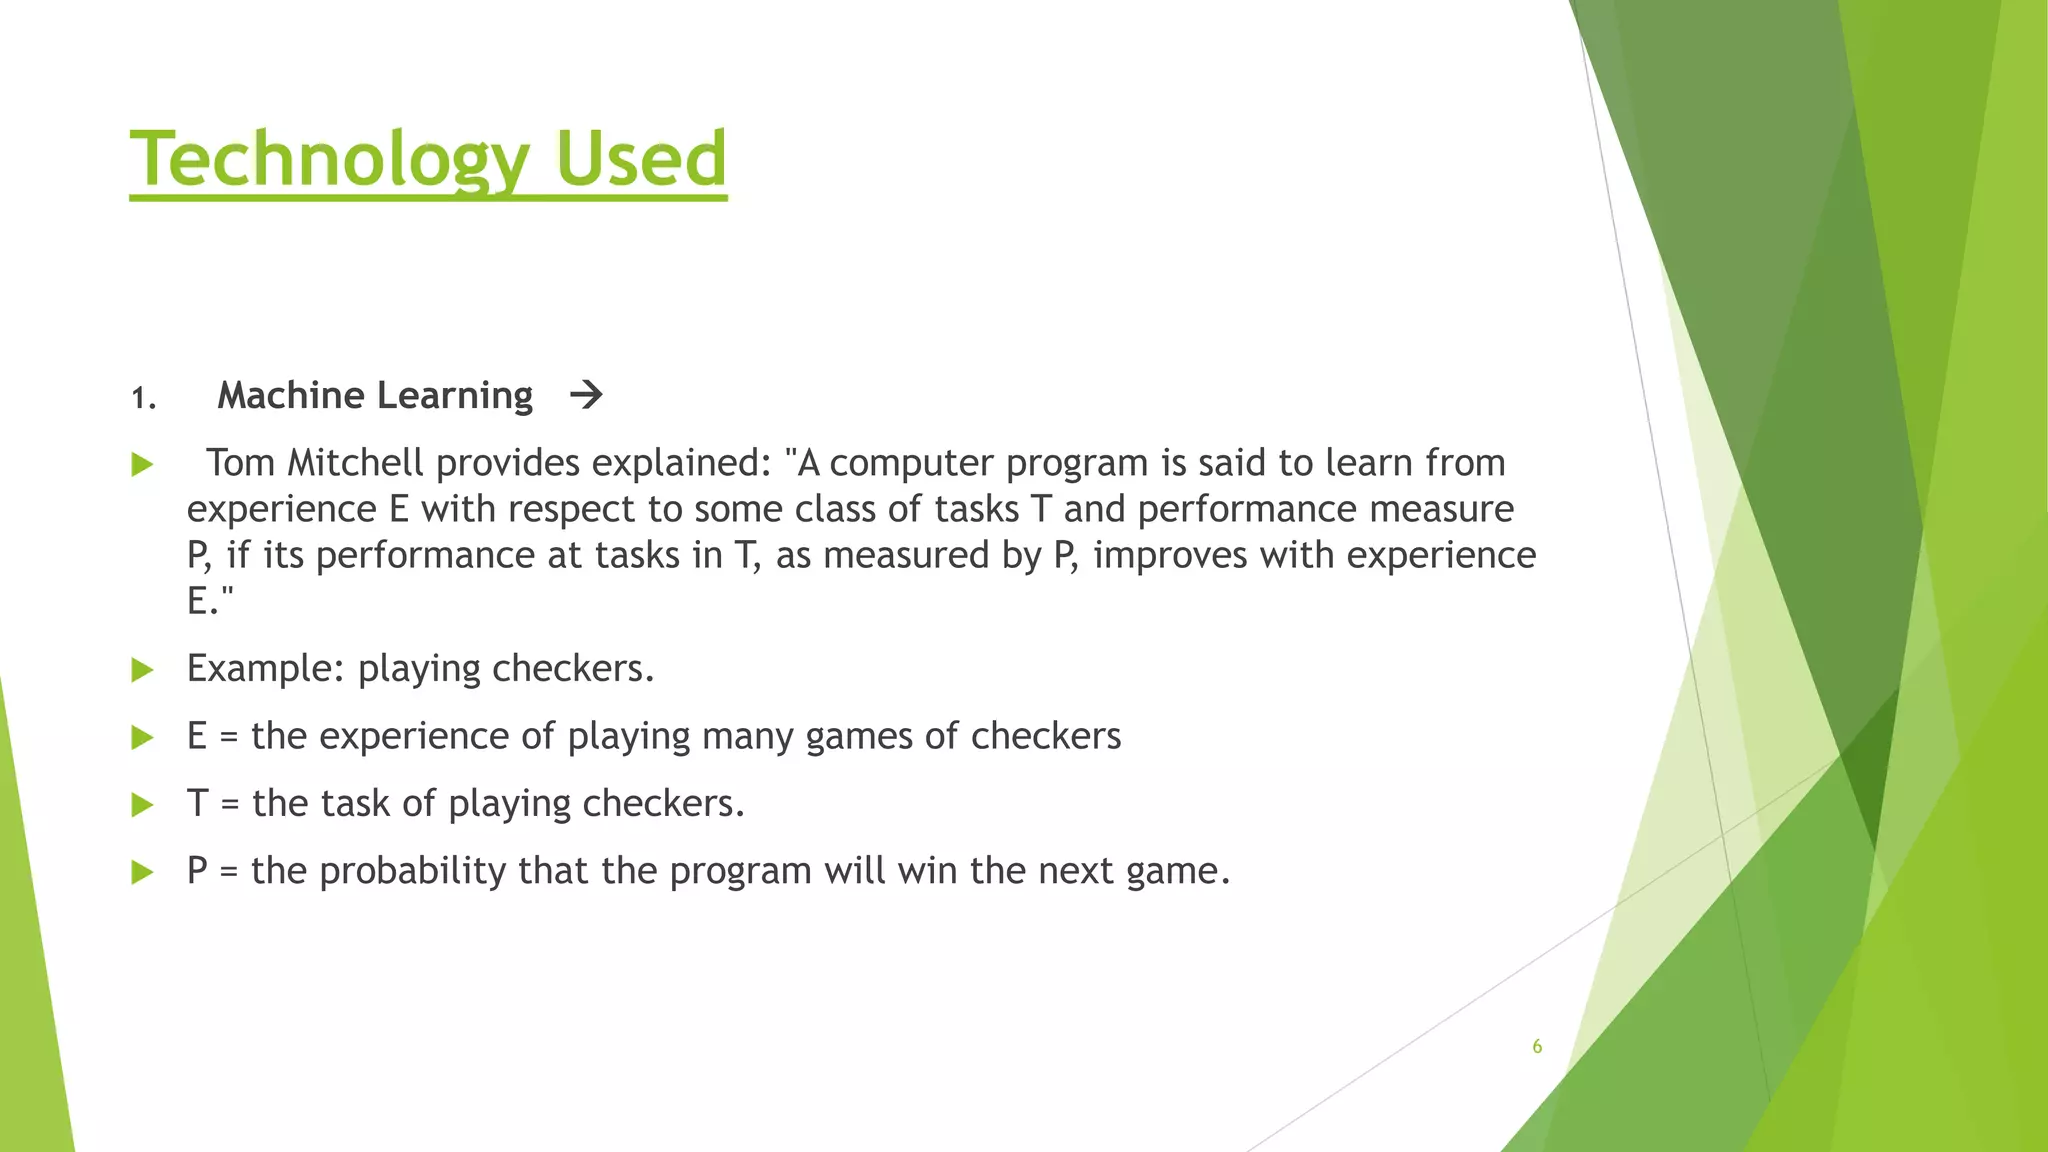 Technology Used
1. Machine Learning →
▶ Tom Mitchell provides explained: "A computer program is said to learn from
experience E with respect to some class of tasks T and performance measure
P, if its performance at tasks in T, as measured by P, improves with experience
E."
▶ Example: playing checkers.
▶ E = the experience of playing many games of checkers
▶ T = the task of playing checkers.
▶ P = the probability that the program will win the next game.
6